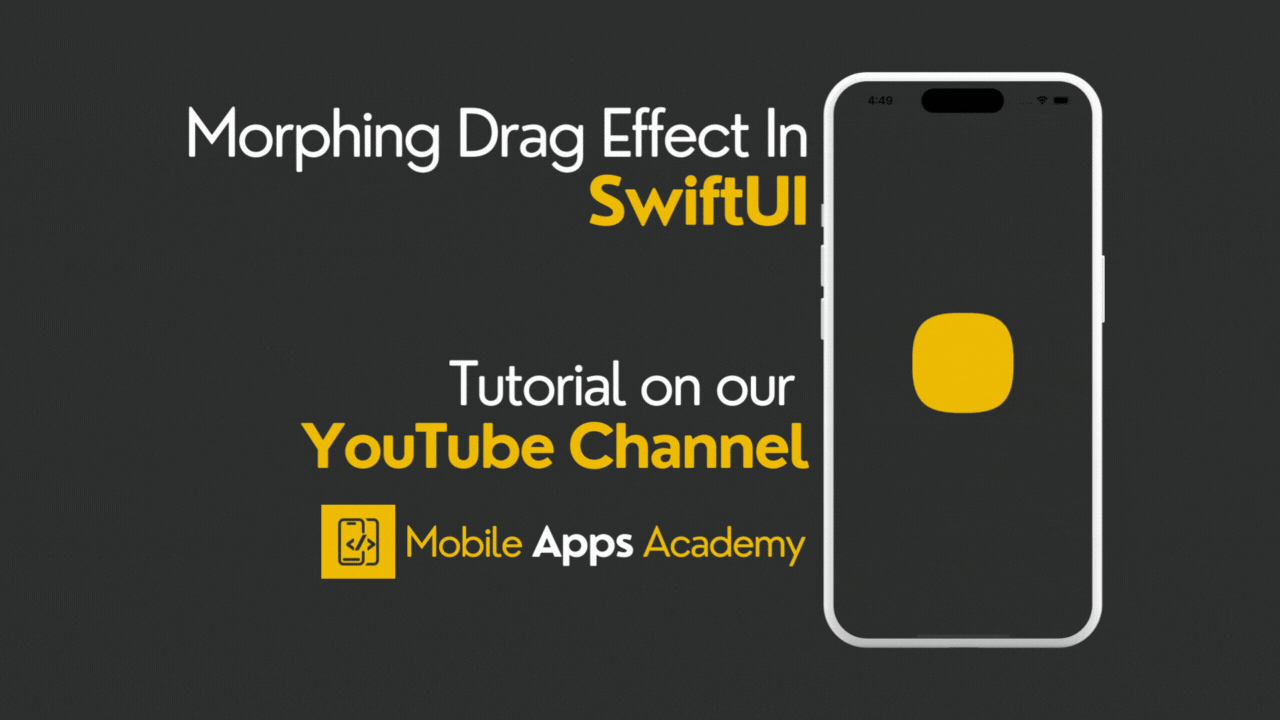 Morphing Drag Effect In
SwiftUI
4:49
Tutorial on our
YouTube Channel
</>
Mobile Apps Academy